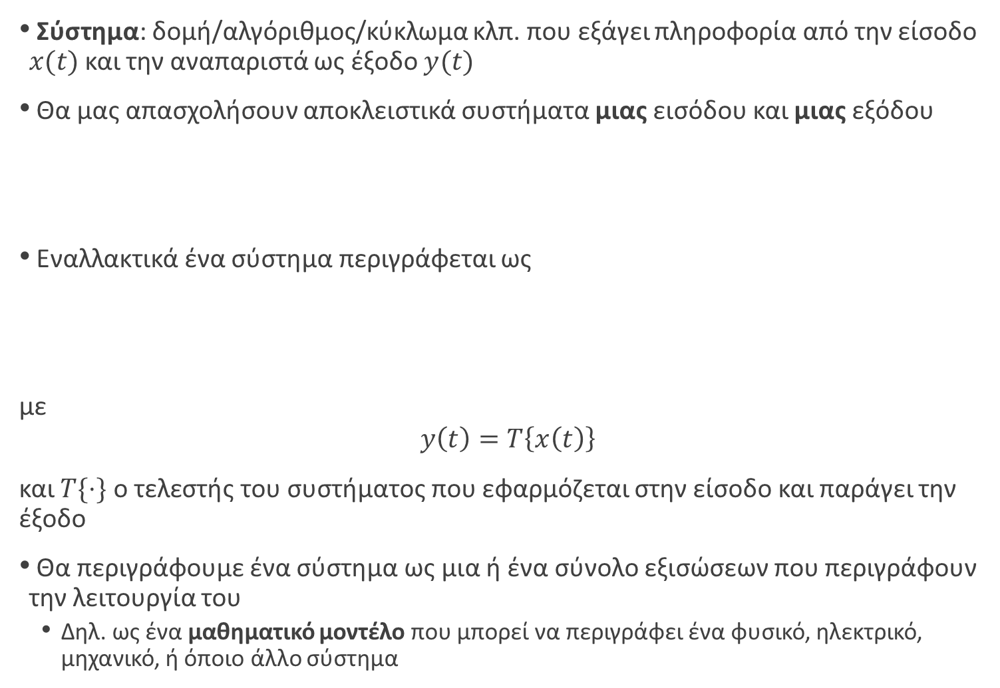 • Σύστημα: δομή/αλγόριθμος/κύκλωμα κλπ. που εξάγει πληροφορία από την είσοδο
x(t) και την αναπαριστά ως έξοδο y(t)
• Θα μας απασχολήσουν αποκλειστικά συστήματα μιας εισόδου και μιας εξόδου
• Εναλλακτικά ένα σύστημα περιγράφεται ως
με
y(t) = T{x(t)}
και T{·} ο τελεστής του συστήματος που εφαρμόζεται στην είσοδο και παράγει την
έξοδο
• Θα περιγράφουμε ένα σύστημα ως μια ή ένα σύνολο εξισώσεων που περιγράφουν
την λειτουργία του
• Δηλ. ως ένα μαθηματικό μοντέλο που μπορεί να περιγράφει ένα φυσικό, ηλεκτρικό,
μηχανικό, ή όποιο άλλο σύστημα